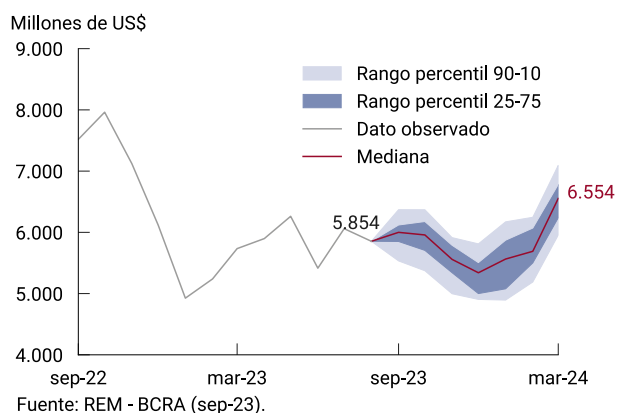 Millones de US$
9.000
8.000
7.000
6.000
5.000
4.000
Rango percentil 90-10
Rango percentil 25-75
Dato observado
Mediana
5.854
6.554
sep-22
mar-23
sep-23
mar-24
Fuente: REM - BCRA (sep-23).